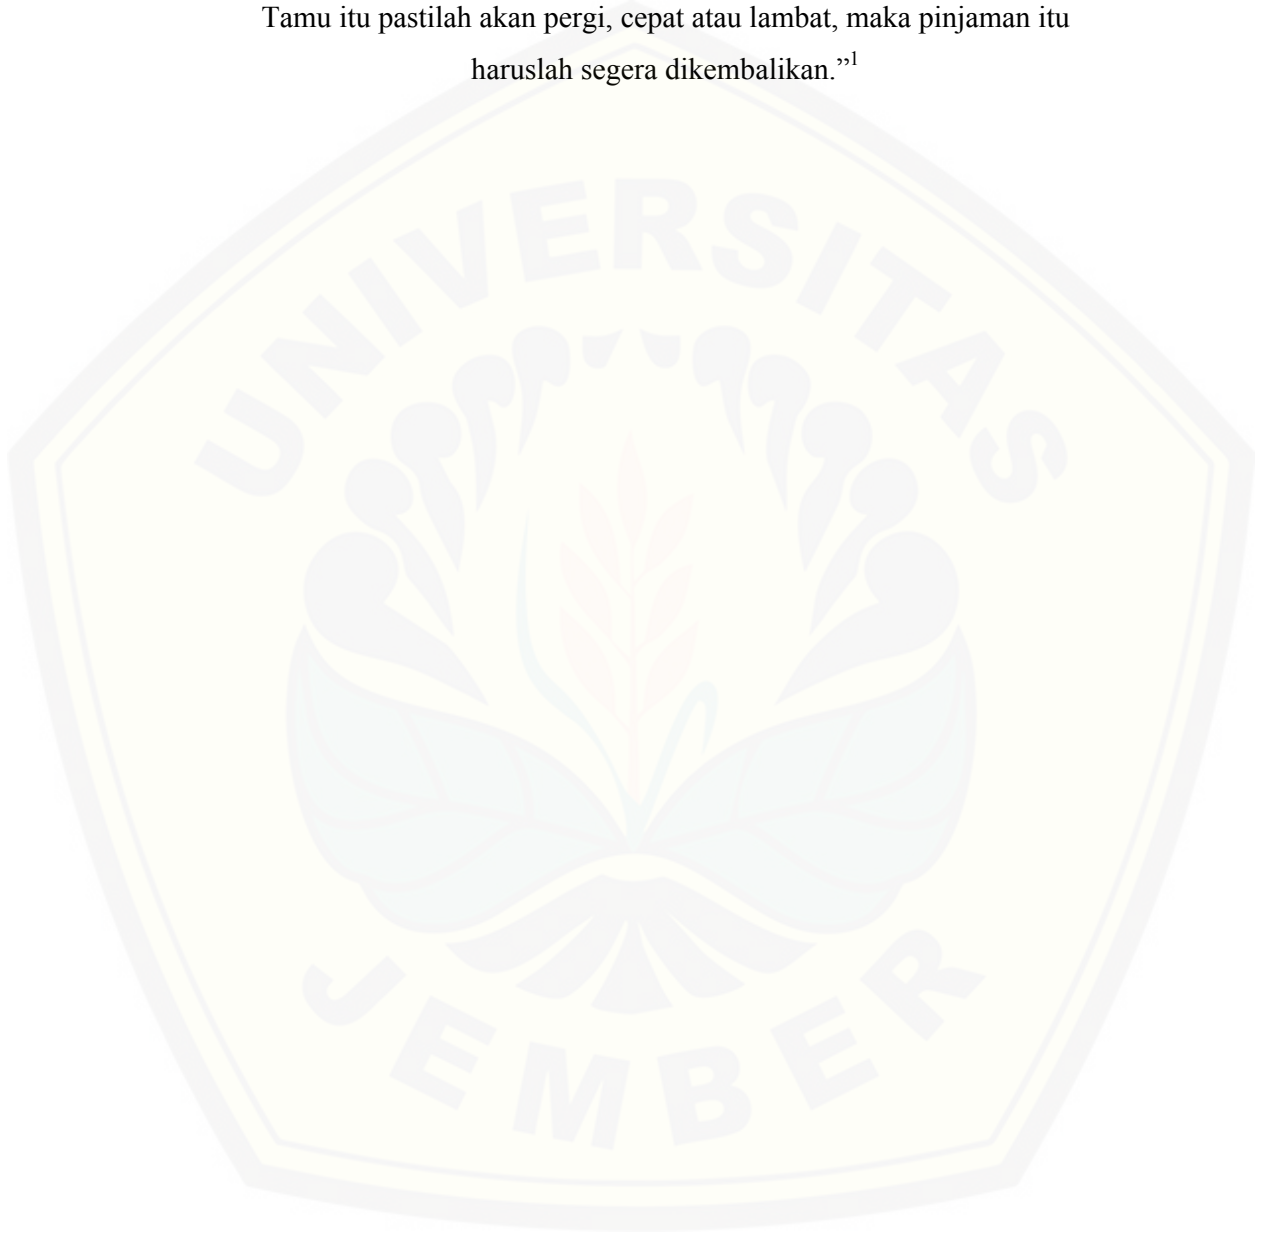 Tamu itu pastilah akan pergi, cepat atau lambat, maka pinjaman itu
haruslah segera dikembalikan.”1
UNIVERSITAS
JEMBER